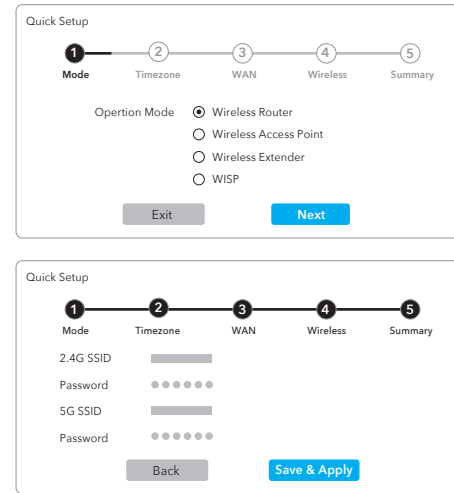 Quick Setup
1 2 3 4 5
Mode Timezone WAN Wireless Summary
Opertion Mode Wireless Router
Wireless Access Point
Wireless Extender
WISP
Exit Next
Quick Setup
1 2 3 4 5
Mode Timezone WAN Wireless Summary
2.4G SSID
Password
5G SSID
Password
Back Save & Apply